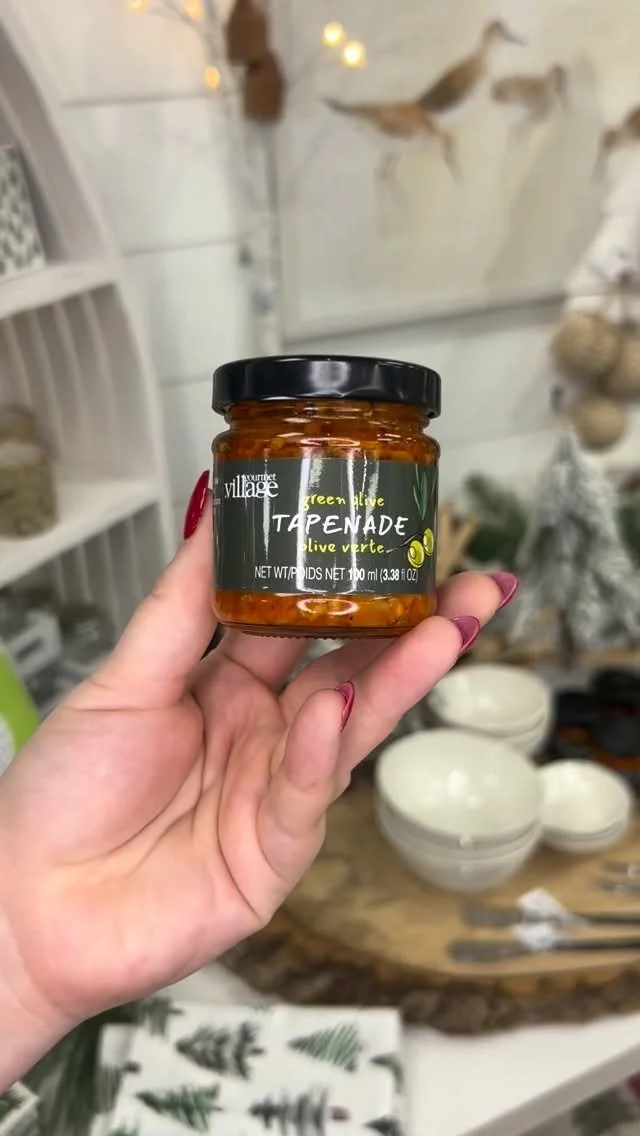 gourmet
village
green olive
TAPENADE
olive verte
NET WT/POIDS NET 100 ml (3.38 fl OZ)